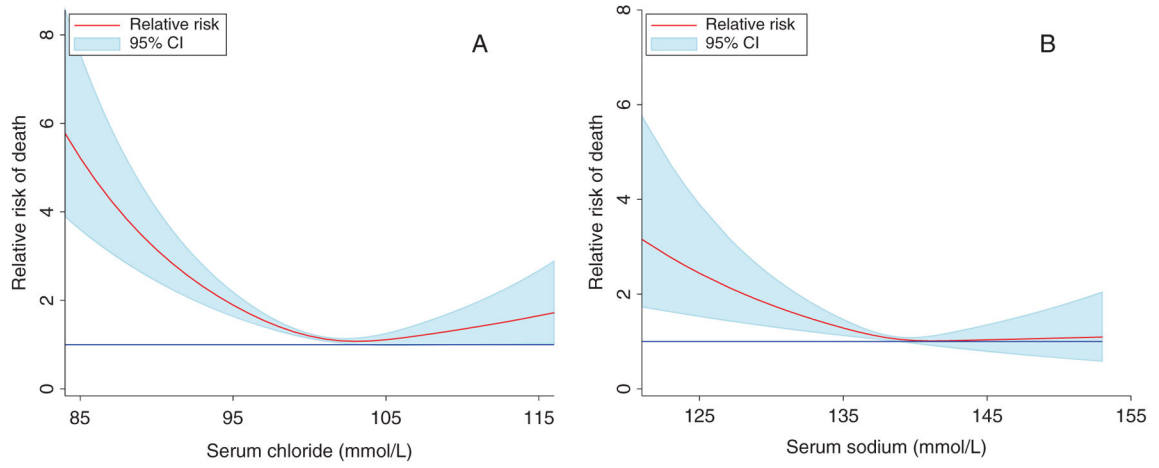 Relative risk
95% CI
A
8
6
4
2
0
Relative risk of death
85
95
105
115
Serum chloride (mmol/L)
Relative risk
95% CI
B
8
6
4
2
0
Relative risk of death
125
135
145
155
Serum sodium (mmol/L)